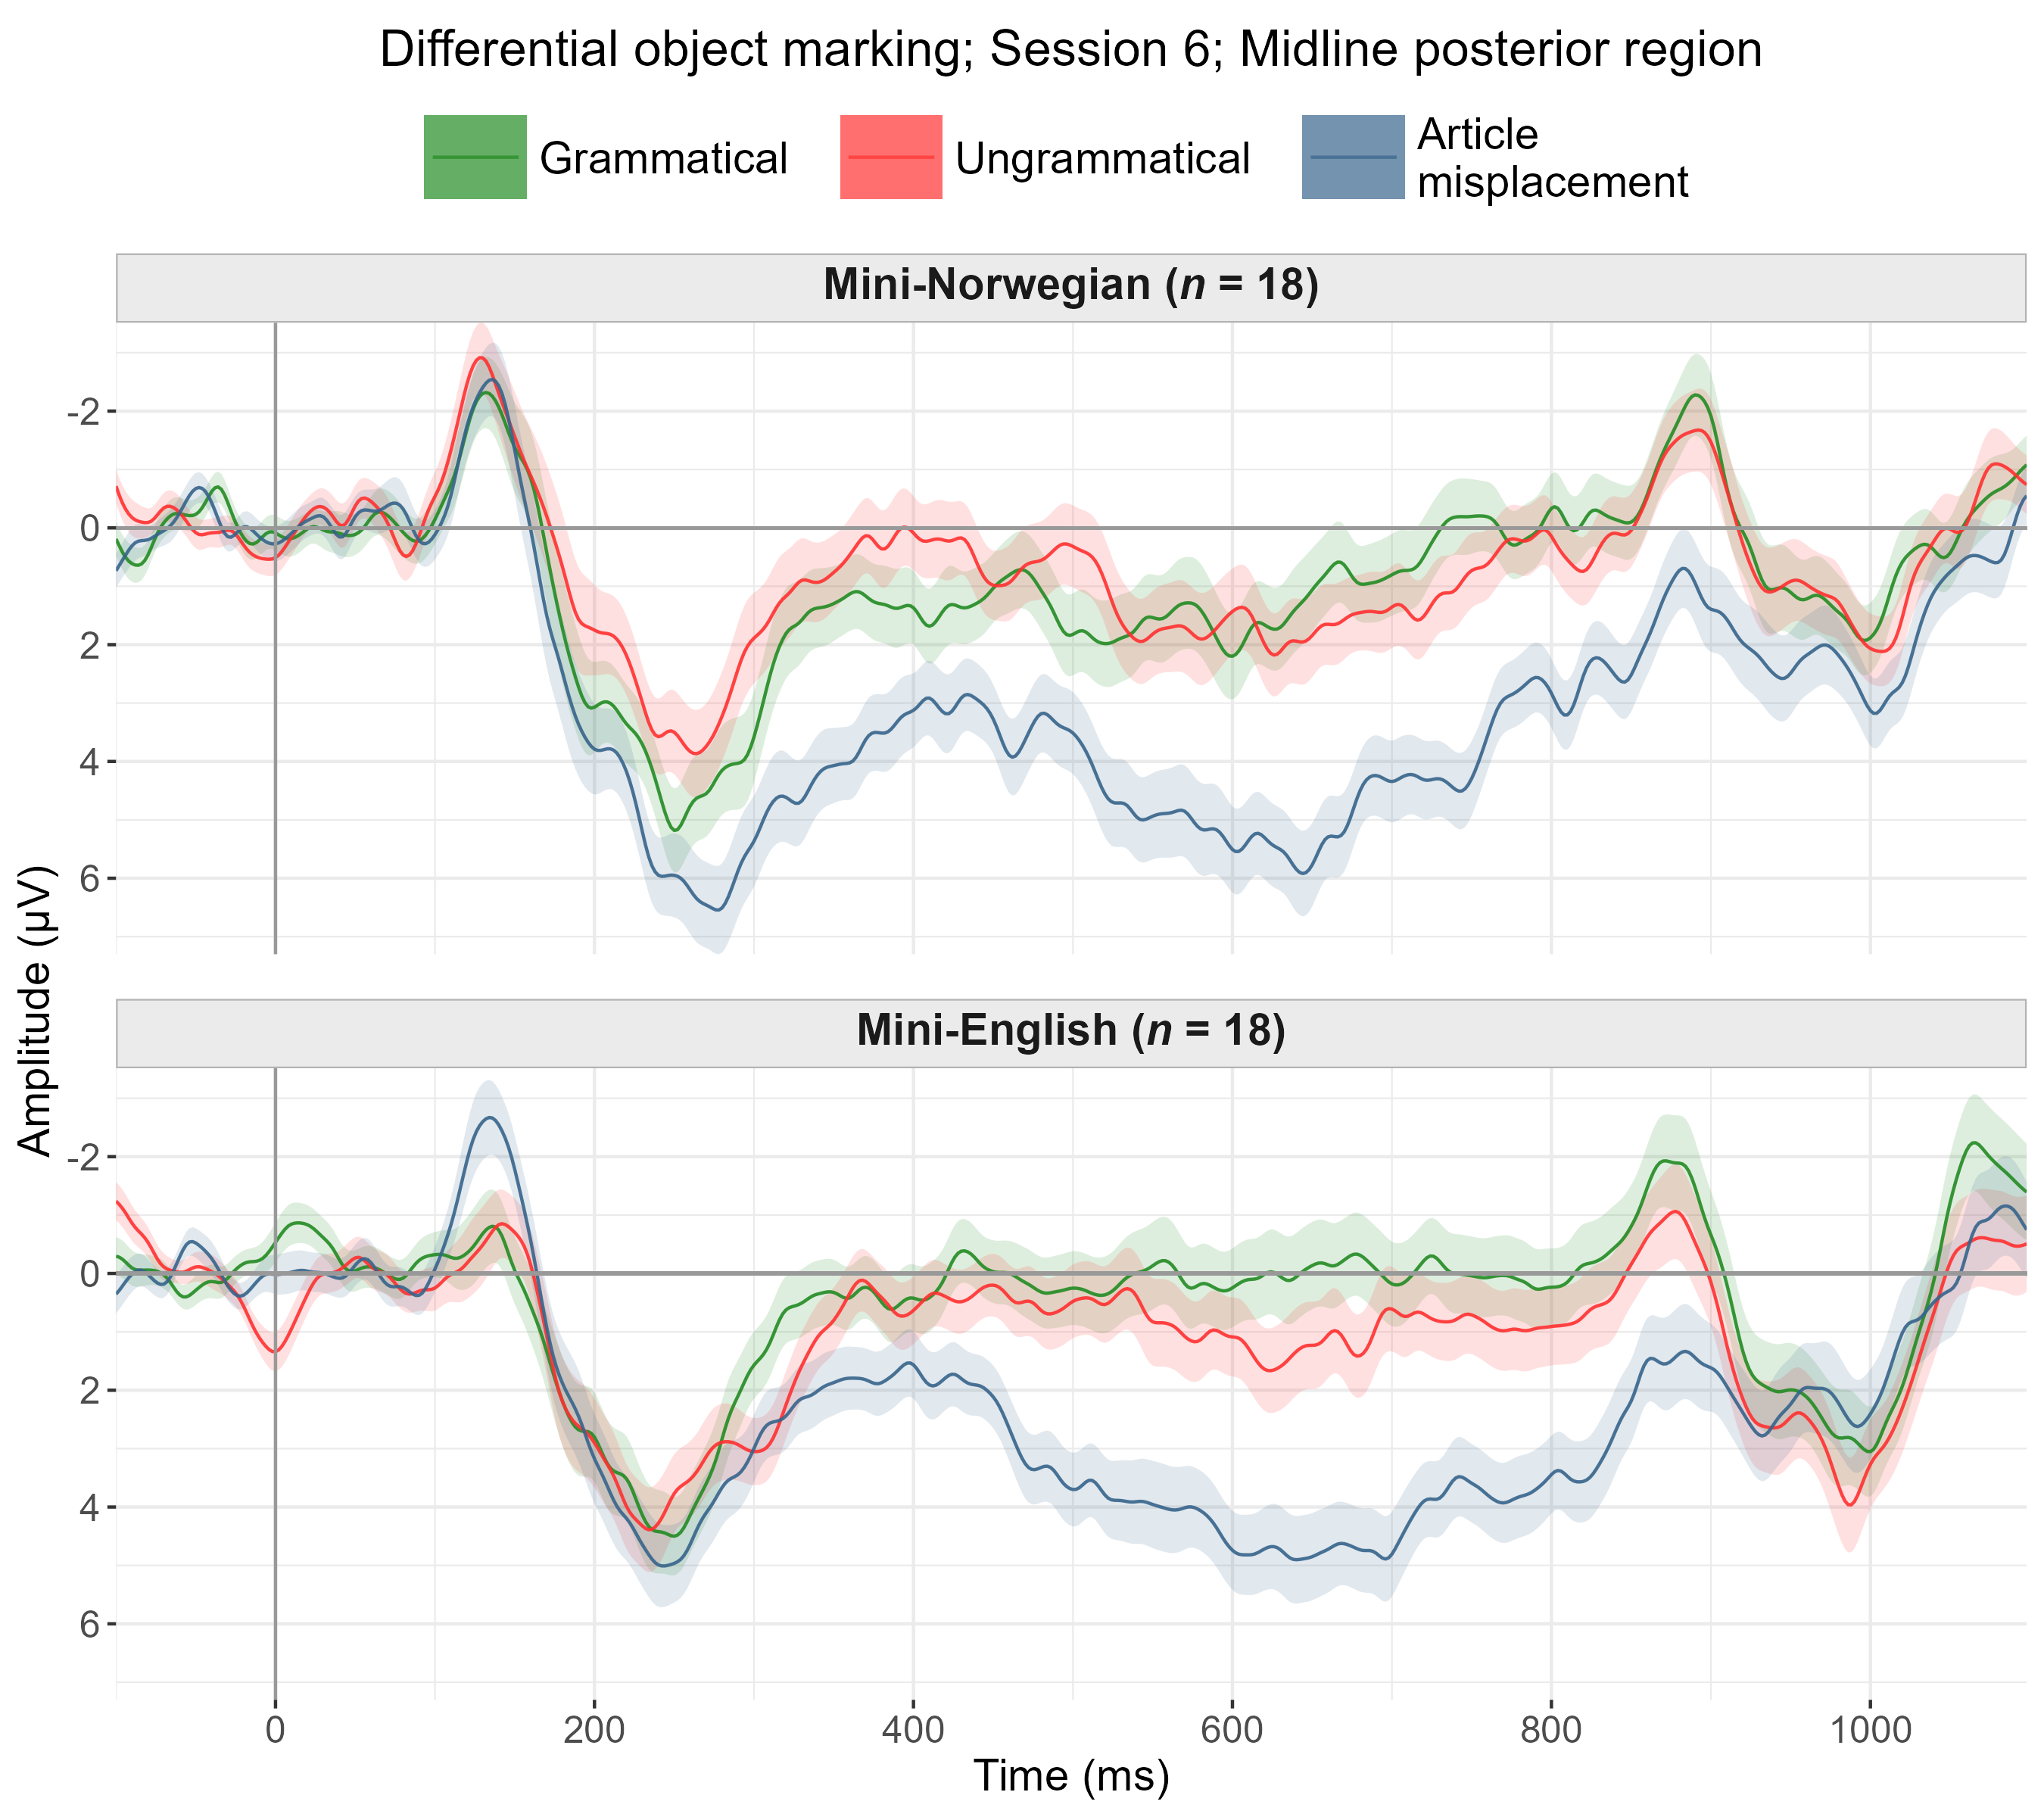 Differential object marking; Session 6; Midline posterior region
Grammatical
Ungrammatical
Article
misplacement
Mini-Norwegian (n = 18)
-2
0
2
4
6
Amplitude (μV)
Mini-English (n = 18)
-2
0
2
4
6
0 200 400 600 800 1000
Time (ms)